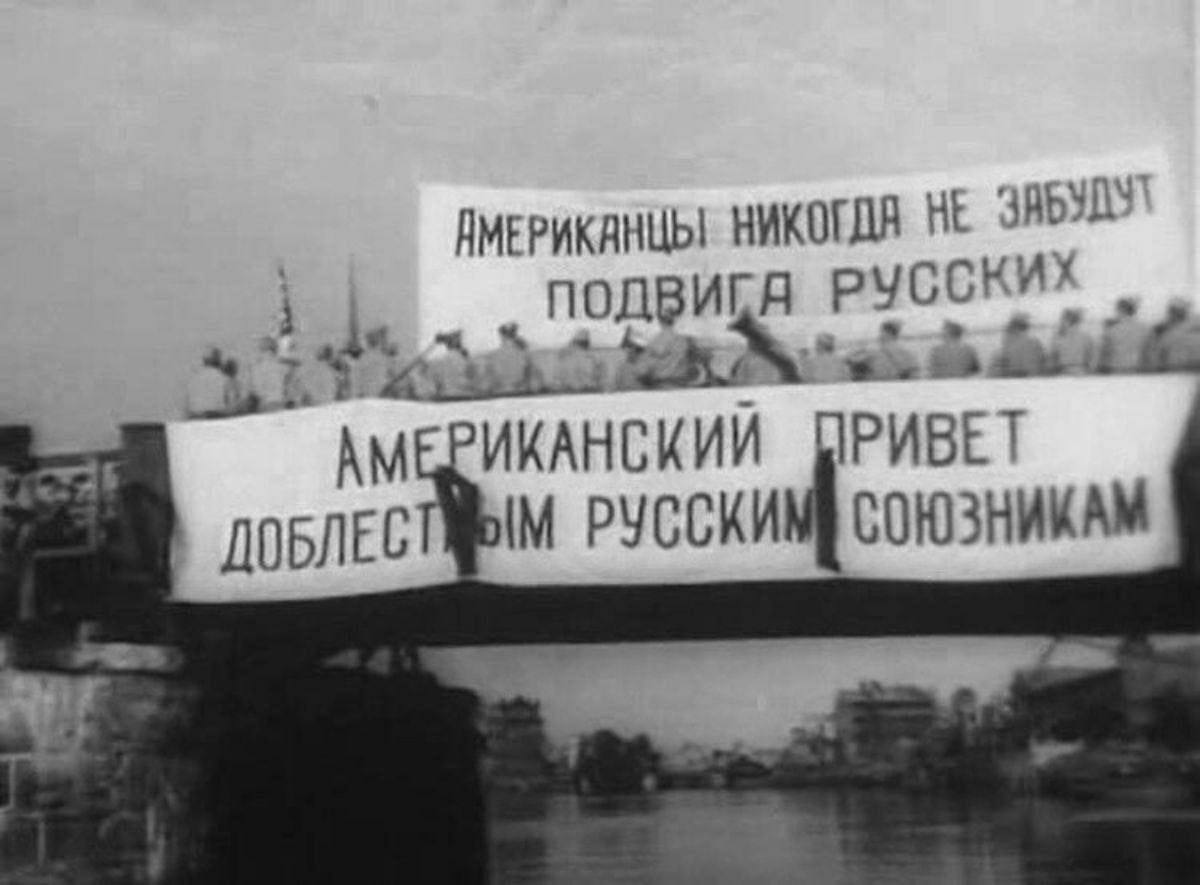 Американцы никогда не забудут
подвига русских
Американский привет
доблестным русским союзникам